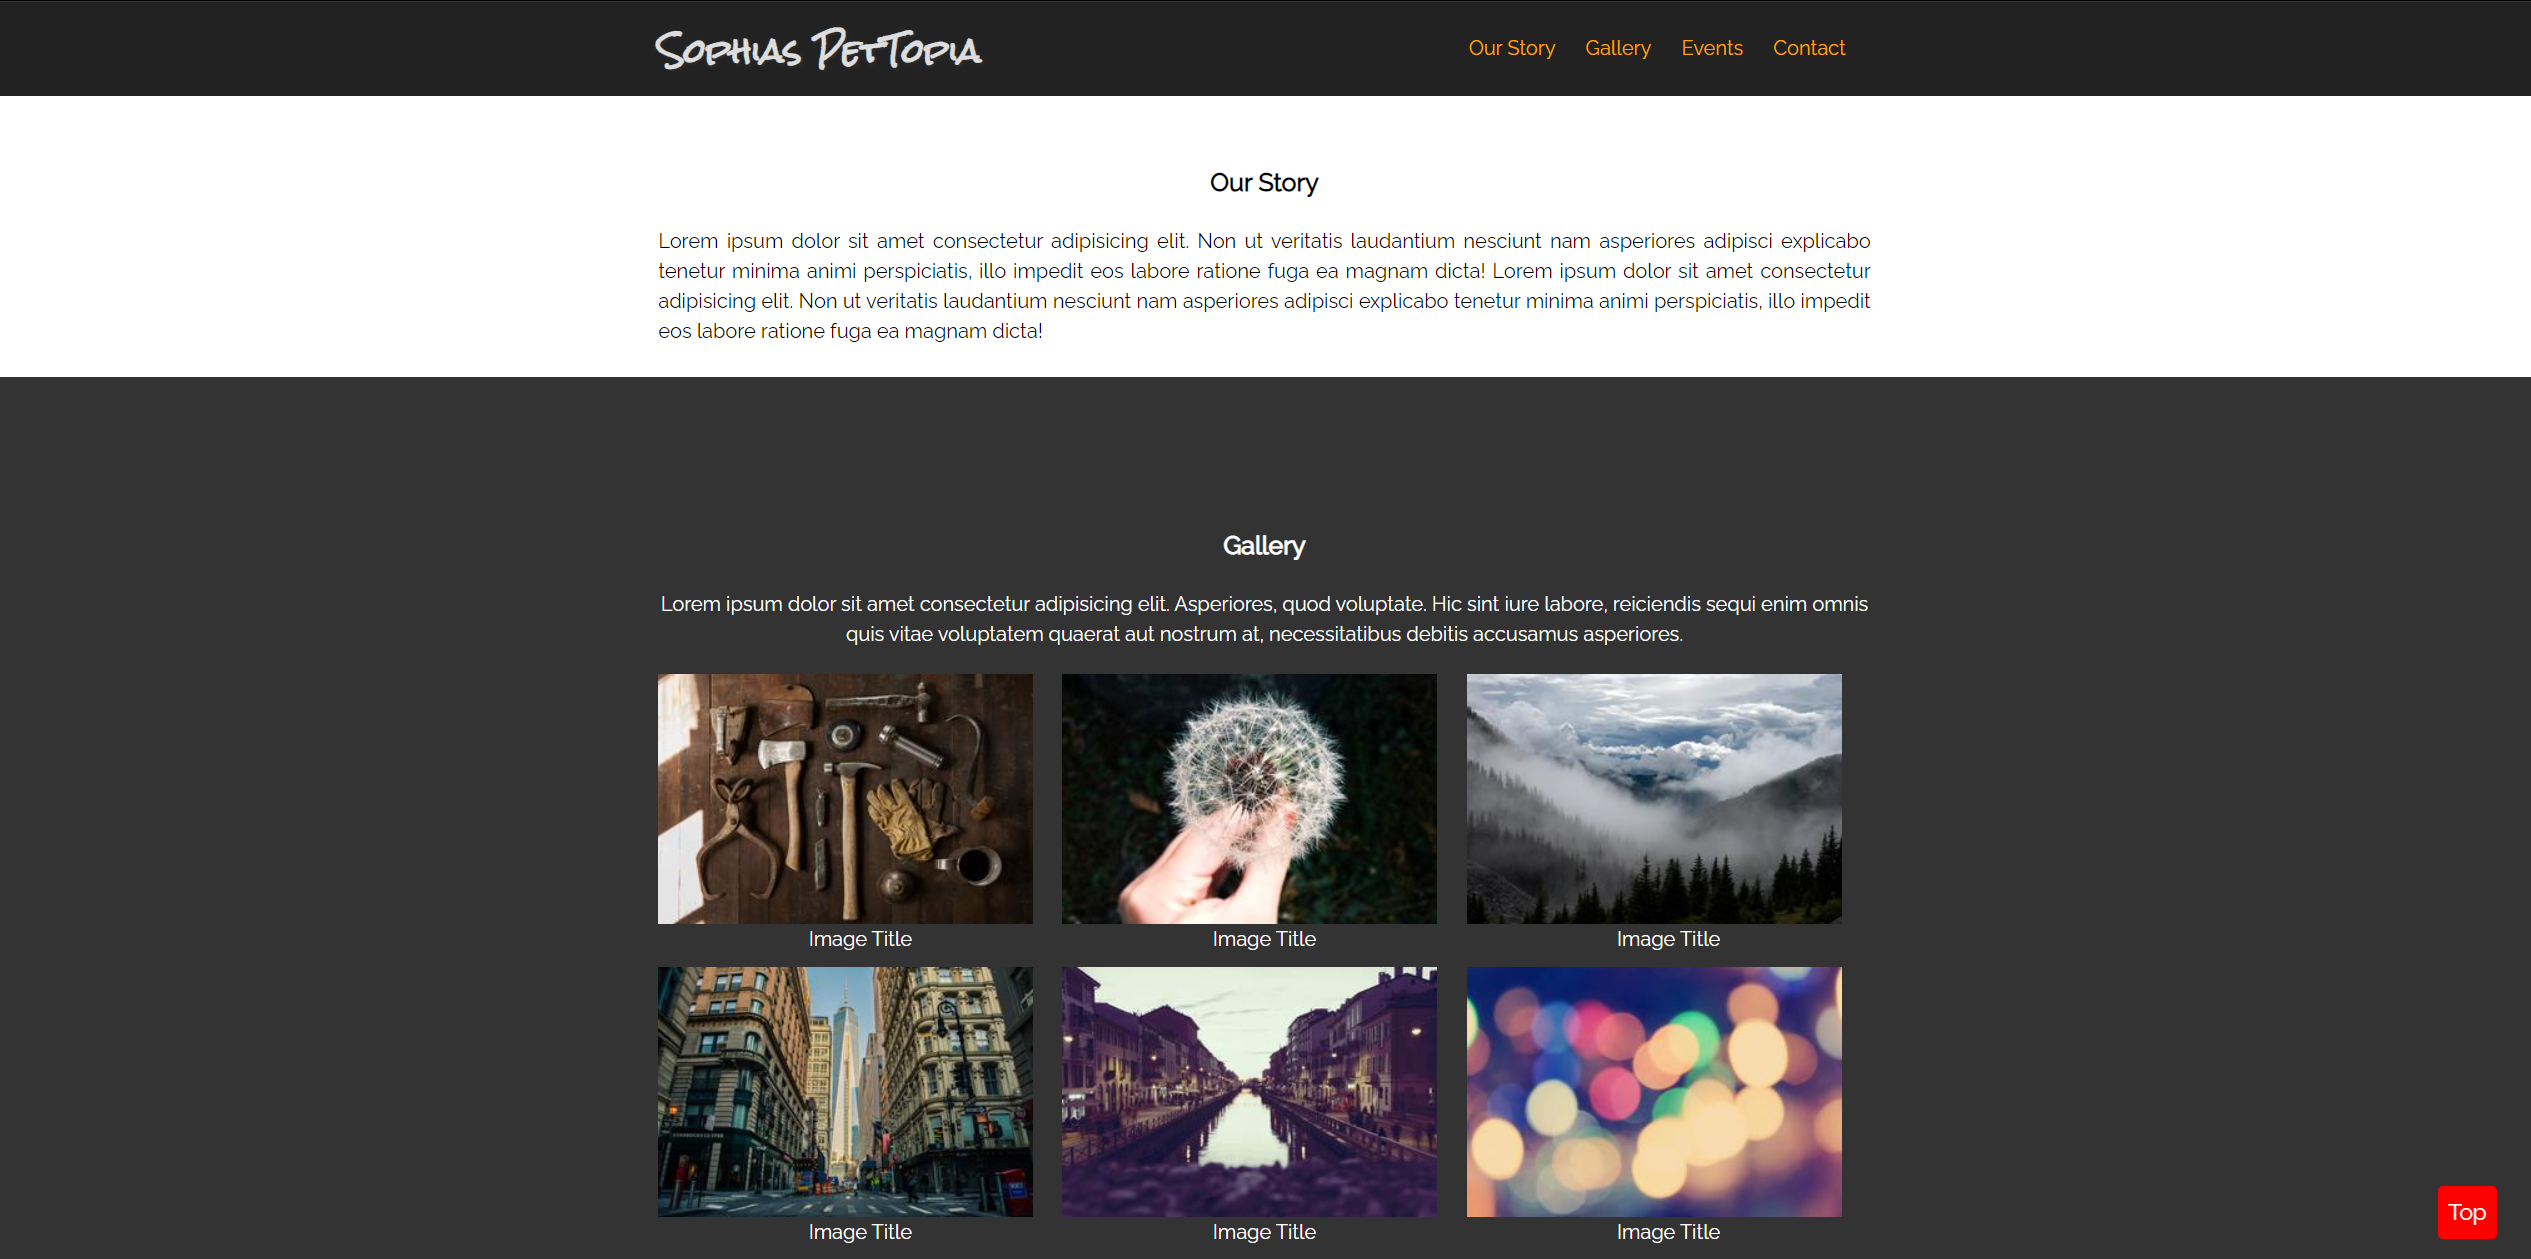 Sophias PetTopia
Our Story Gallery Events Contact
Our Story
Lorem ipsum dolor sit amet consectetur adipisicing elit. Non ut veritatis laudantium nesciunt nam asperiores adipisci explicabo
tenetur minima animi perspiciatis, illo impedit eos labore ratione fuga ea magnam dicta! Lorem ipsum dolor sit amet consectetur
adipisicing elit. Non ut veritatis laudantium nesciunt nam asperiores adipisci explicabo tenetur minima animi perspiciatis, illo impedit
eos labore ratione fuga ea magnam dicta!
Gallery
Lorem ipsum dolor sit amet consectetur adipisicing elit. Asperiores, quod voluptate. Hic sint iure labore, reiciendis sequi enim omnis
quis vitae voluptatem quaerat aut nostrum at, necessitatibus debitis accusamus asperiores.
Image Title
Image Title
Image Title
Image Title
Image Title
Image Title
Top